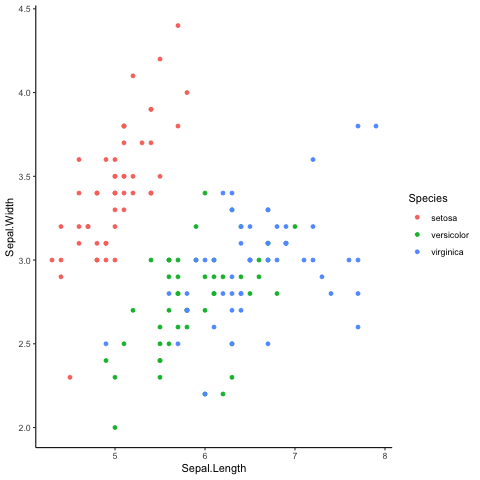 4.5
4.0
3.5
3.0
2.5
2.0
Sepal.Width
5 6 7 8
Sepal.Length
Species
setosa
versicolor
virginica